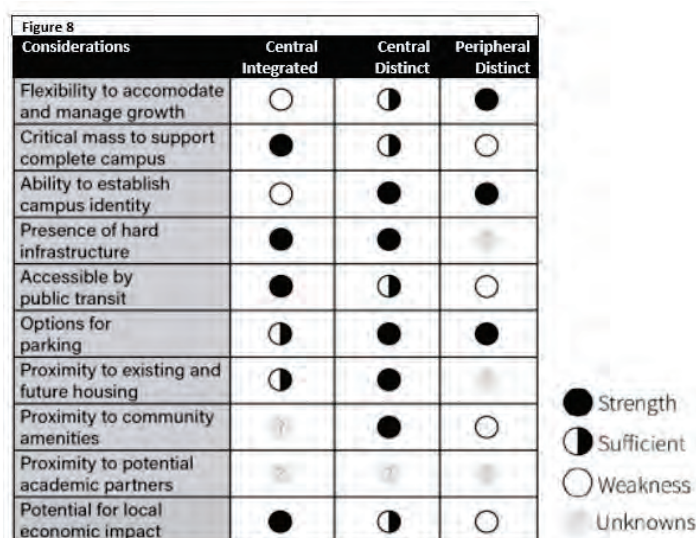 Figure 8
Considerations Central Integrated Central Distinct Peripheral Distinct
Flexibility to accomodate
and manage growth
Critical mass to support
complete campus
Ability to establish
campus identity
Presence of hard
infrastructure
Accessible by
public transit
Options for
parking
Proximity to existing and
future housing
Proximity to community
amenities
?
Proximity to potential
academic partners
? ?
Potential for local
economic impact
Strength
Sufficient
Weakness
Unknowns